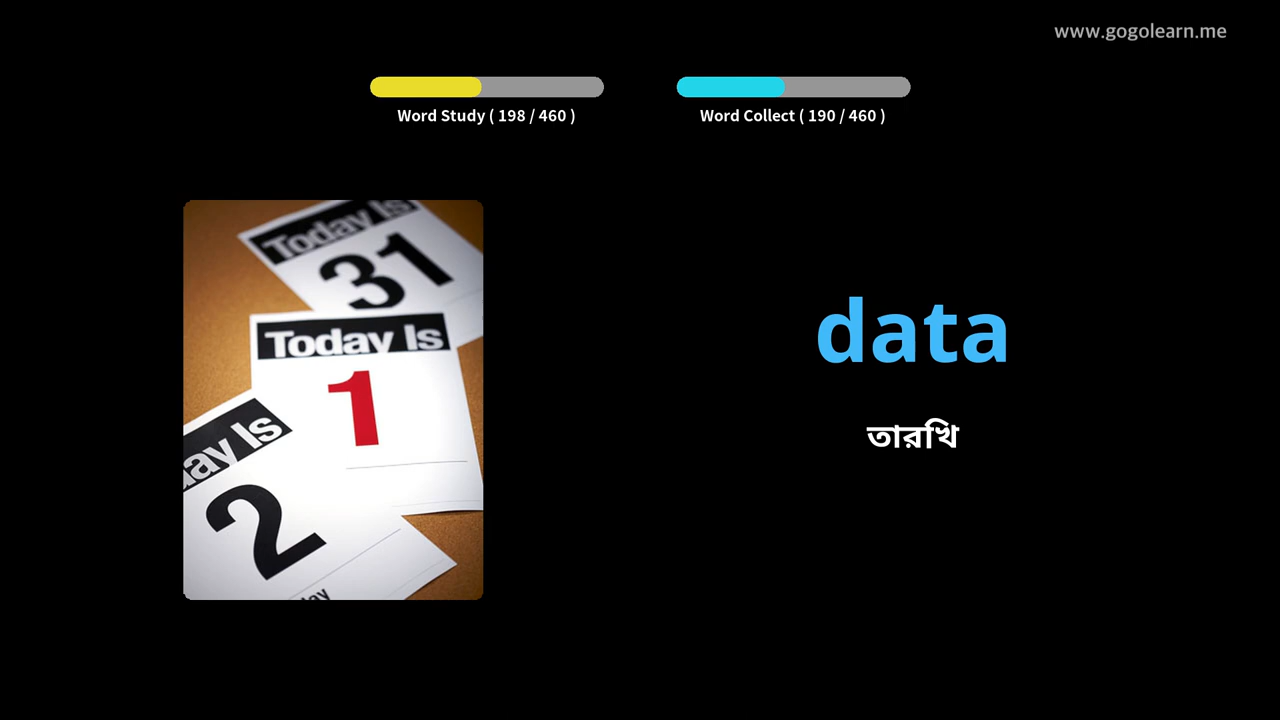 www.gogolearn.me
Word Study ( 198 / 460 )
Word Collect ( 190 / 460 )
Today Is
31
Today Is
1
day Is
2
day
data
তারখি